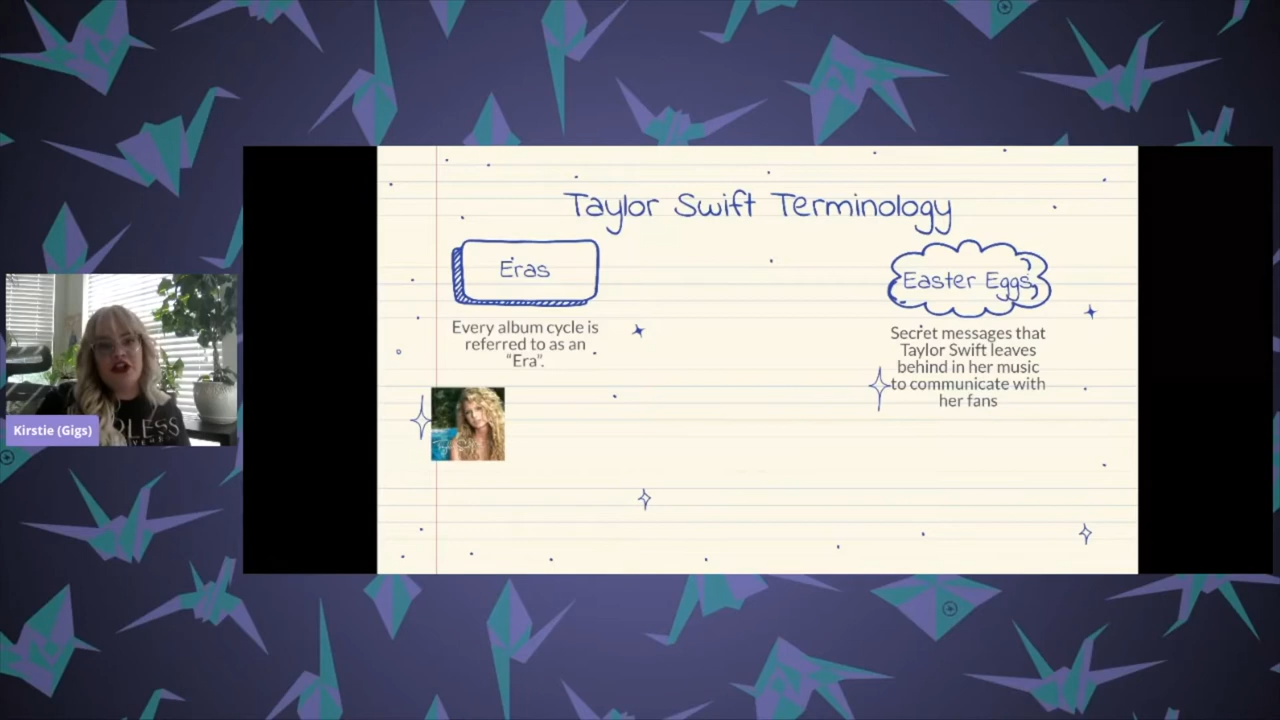 Taylor Swift Terminology
Eras
Every album cycle is
referred to as an
“Era”.
Easter Eggs
Secret messages that
Taylor Swift leaves
behind in her music
to communicate with
her fans
Kirstie (Gigs)